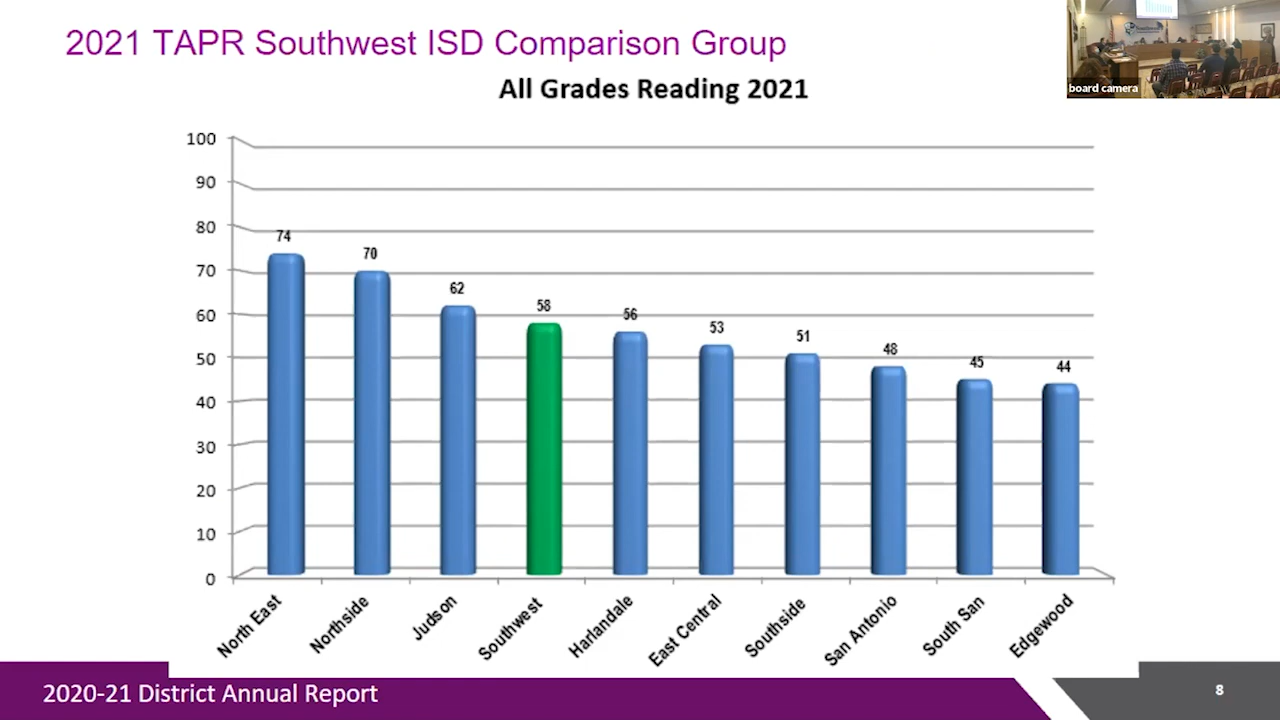 2021 TAPR Southwest ISD Comparison Group
All Grades Reading 2021
board camera
100
90
80
70
60
50
40
30
20
10
0
74
70
62
58
56
53
51
48
45
44
North East
Northside
Judson
Southwest
Harlandale
East Central
Southside
San Antonio
South San
Edgewood
2020-21 District Annual Report
8